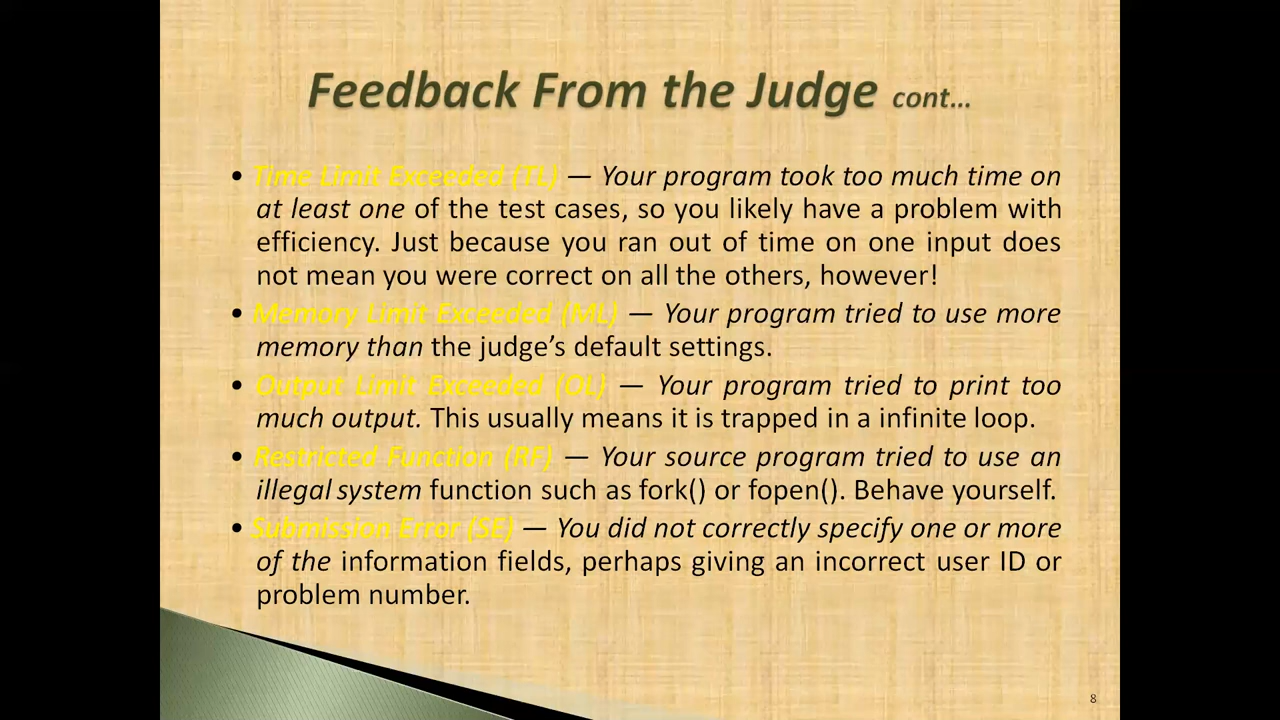 Feedback From the Judge cont…
• Time Limit Exceeded (TL) — Your program took too much time on
at least one of the test cases, so you likely have a problem with
efficiency. Just because you ran out of time on one input does
not mean you were correct on all the others, however!
• Memory Limit Exceeded (ML) — Your program tried to use more
memory than the judge’s default settings.
• Output Limit Exceeded (OL) — Your program tried to print too
much output. This usually means it is trapped in a infinite loop.
• Restricted Function (RF) — Your source program tried to use an
illegal system function such as fork() or fopen(). Behave yourself.
• Submission Error (SE) — You did not correctly specify one or more
of the information fields, perhaps giving an incorrect user ID or
problem number.
8